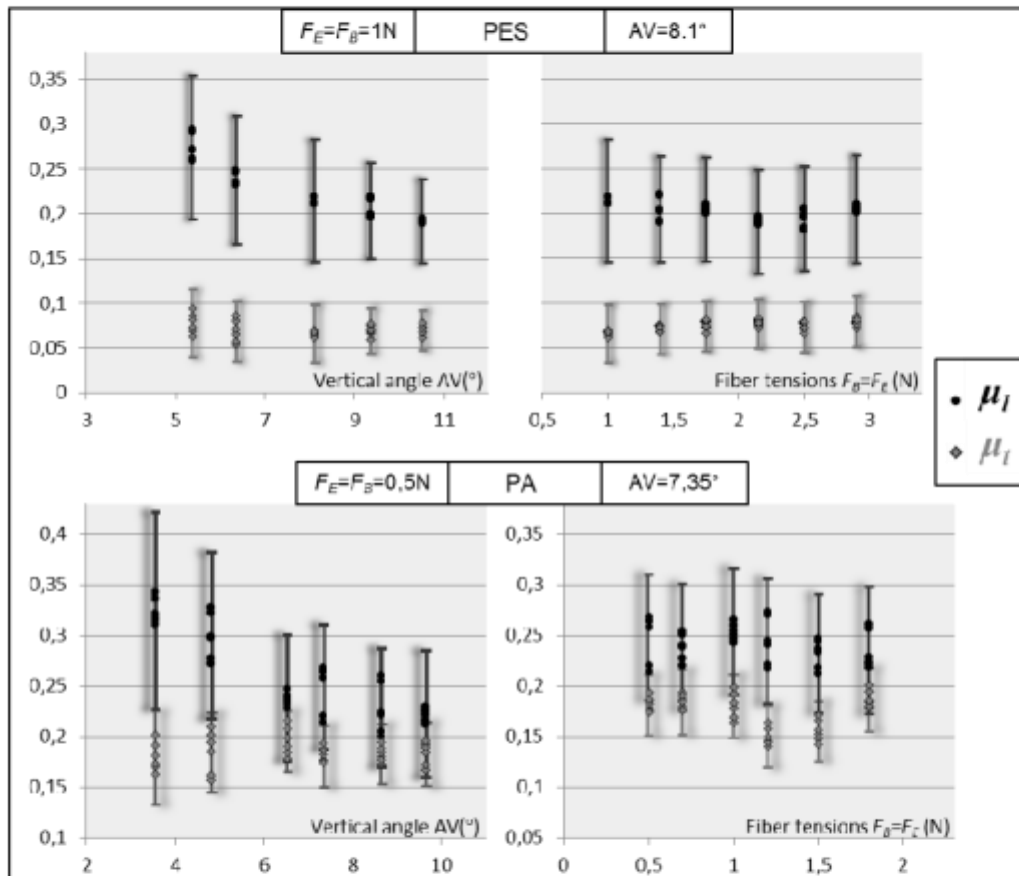 F_E=F_B=1N PES AV=8.1°
0,35
0,3
0,25
0,2
0,15
0,1
0,05
0
Vertical angle AV(°)
3 5 7 9 11
Fiber tensions F_B=F_E (N)
0,5 1 1,5 2 2,5 3
μ_l
μ_t
F_E=F_B=0,5N PA AV=7,35°
0,4
0,35
0,3
0,25
0,2
0,15
0,1
Vertical angle AV(°)
2 4 6 8 10
0,35
0,3
0,25
0,2
0,15
0,1
0,05
Fiber tensions F_B=F_E (N)
0 0,5 1 1,5 2